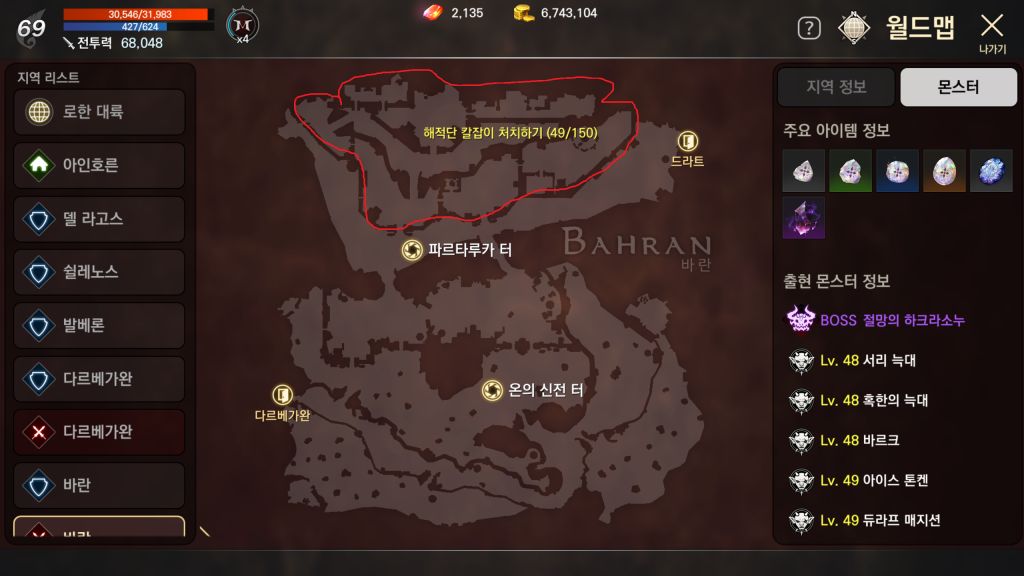 69
30,546/31,983
427/624
전투력 68,048
M
x4
2,135
6,743,104
?
월드맵
나가기
지역 리스트
로한 대륙
아인호른
델 라고스
쉴레노스
발베론
다르베가완
다르베가완
바란
바란
해적단 칼잡이 처치하기 (49/150)
드라트
파르타루카 터
BAHRAN
바란
온의 신전 터
다르베가완
지역 정보
몬스터
주요 아이템 정보
출현 몬스터 정보
BOSS 절망의 하크라소누
Lv. 48 서리 늑대
Lv. 48 혹한의 늑대
Lv. 48 바르크
Lv. 49 아이스 톤켄
Lv. 49 듀라프 매지션